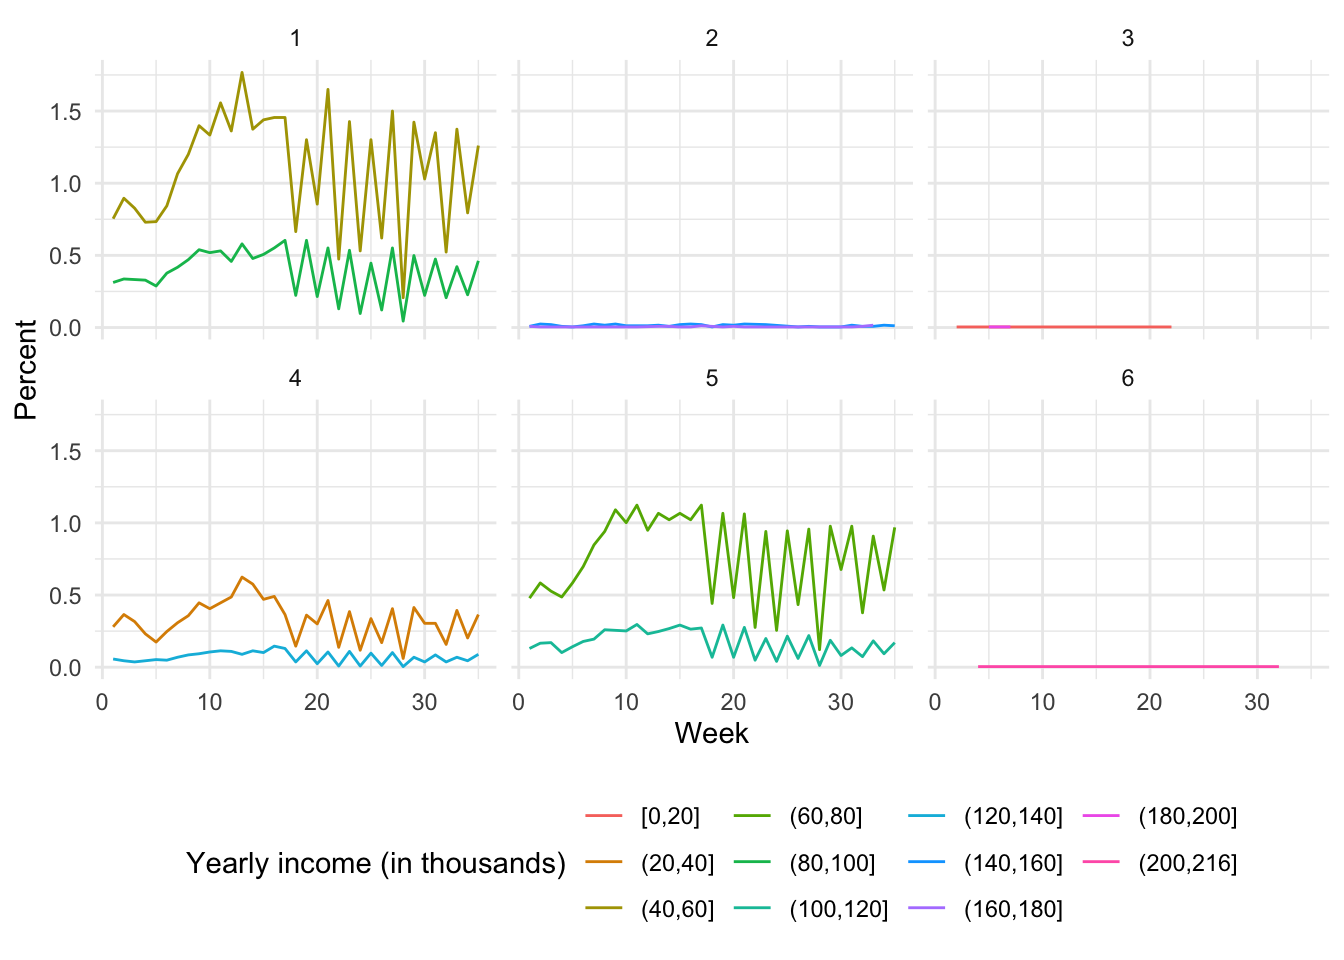 1 2 3
1.5
1.0
0.5
0.0
Percent
4 5 6
1.5
1.0
0.5
0.0
0 10 20 30 0 10 20 30 0 10 20 30
Week
[0,20] (60,80] (120,140] (180,200]
Yearly income (in thousands) (20,40] (80,100] (140,160] (200,216]
(40,60] (100,120] (160,180]